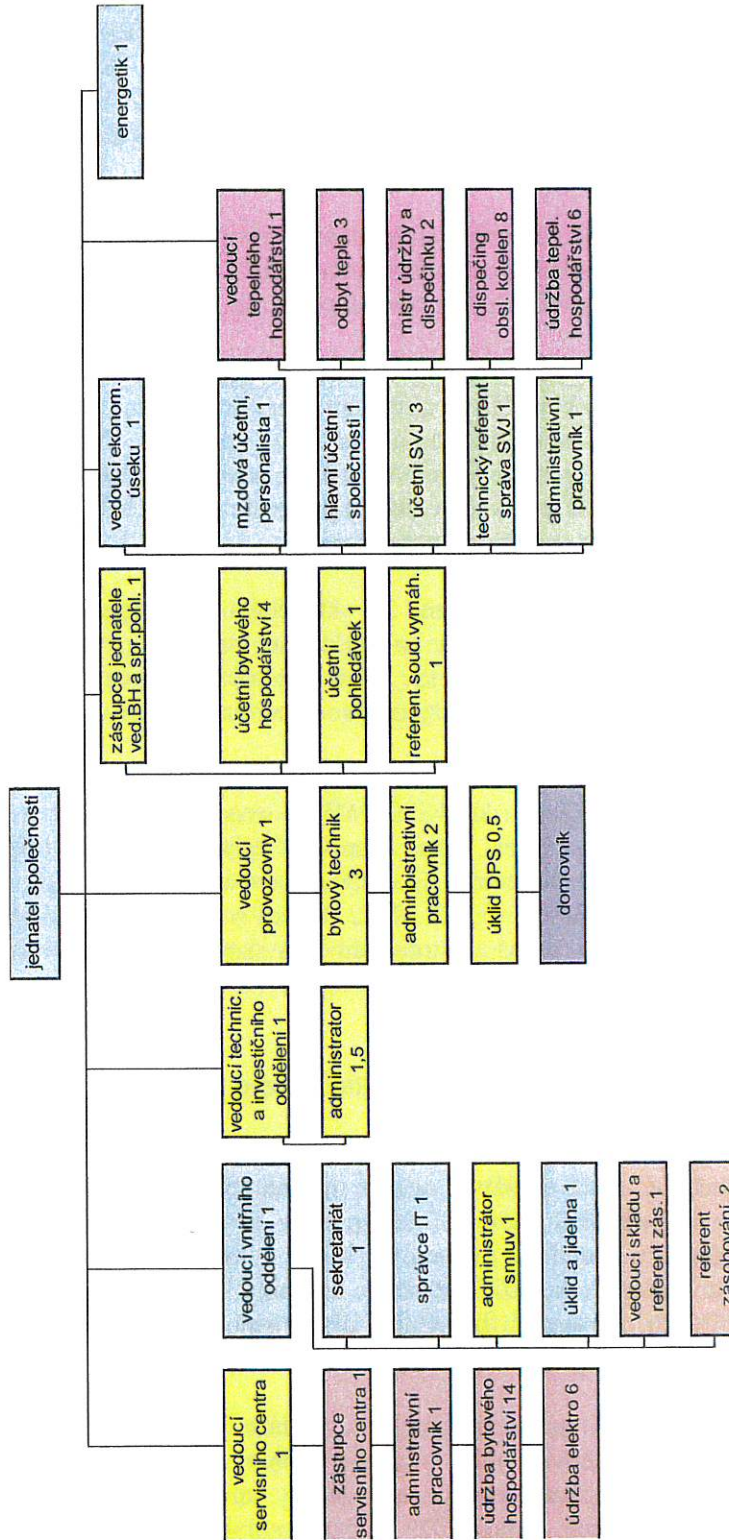 jednatel společnosti
vedoucí
servisního centra
1
zástupce
servisního centra 1
adminstrativní
pracovník 1
údržba bytového
hospodářství 14
údržba elektro 6
vedoucí vnitřního
oddělení 1
sekretariát
1
správce IT 1
administrátor
smluv 1
úklid a jídelna 1
vedoucí skladu a
referent zás.1
referent
zásobování 2
vedoucí technic.
a investičního
oddělení 1
administrator
1,5
vedoucí
provozovny 1
bytový technik
3
adminbistrativní
pracovník 2
úklid DPS 0,5
domovník
zástupce jednatele
ved.BH a spr.pohl. 1
účetní bytového
hospodářství 4
účetní
pohledávek 1
referent soud.vymáh.
1
vedoucí ekonom.
úseku 1
mzdová účetní,
personalista 1
hlavní účetní
společnosti 1
účetní SVJ 3
technický referent
správa SVJ 1
administrativní
pracovník 1
vedoucí
tepelného
hospodářství 1
odbyt tepla 3
mistr údržby a
dispečinku 2
dispečing
obsl. kotelen 8
údržba tepel.
hospodářství 6
energetik 1